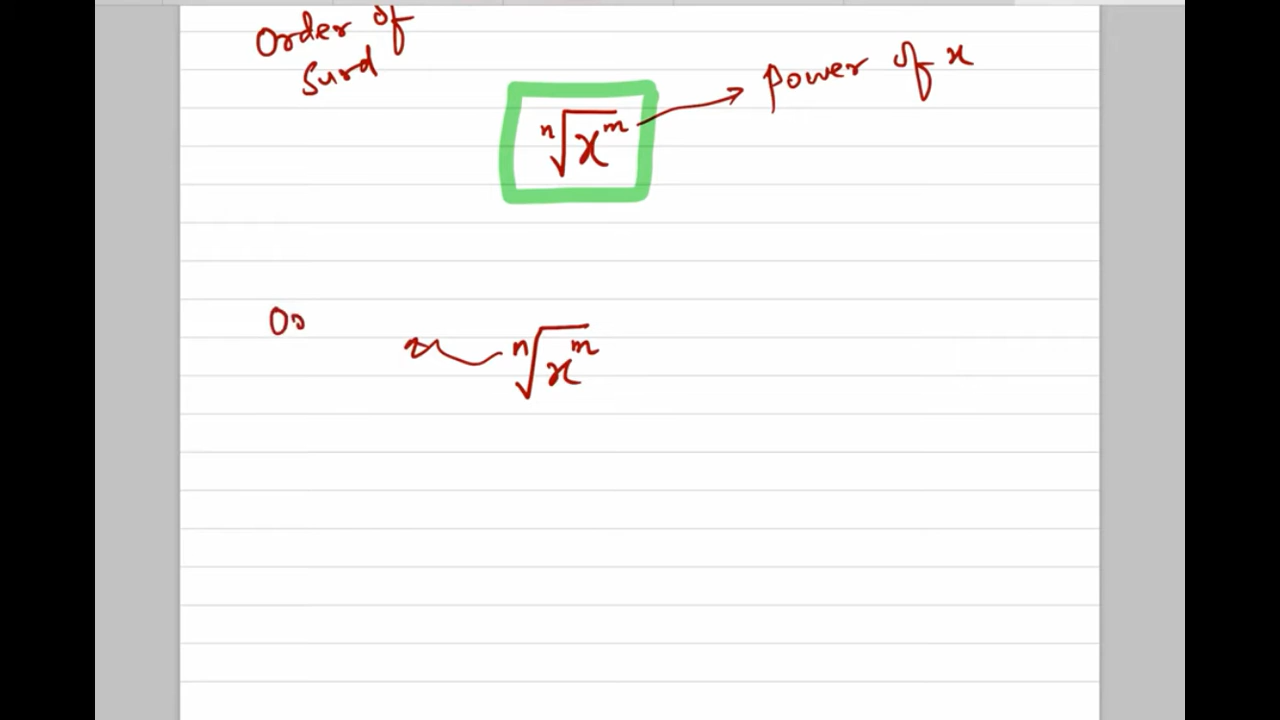 Order of
Surd
power of x
ⁿ√xᵐ
ⁿ√xᵐ